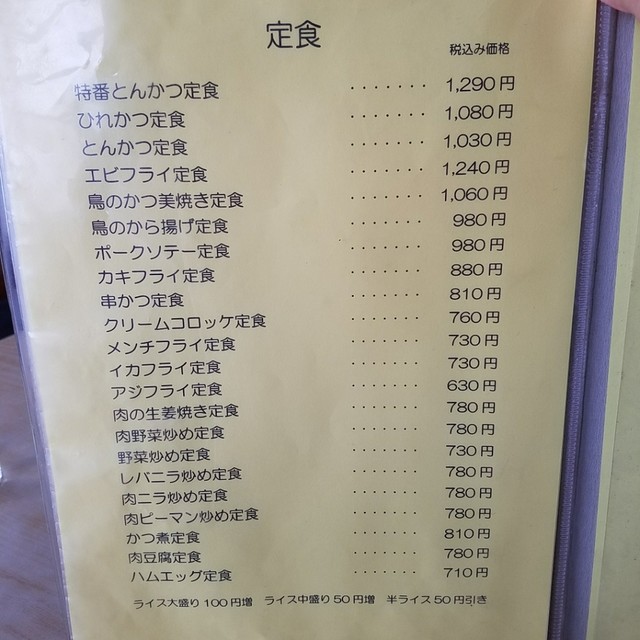 定食
税込み価格
特番とんかつ定食 ・・・・・・・ 1,290円
ひれかつ定食 ・・・・・・・ 1,080円
とんかつ定食 ・・・・・・・ 1,030円
エビフライ定食 ・・・・・・・ 1,240円
鳥のかつ美焼き定食 ・・・・・・・ 1,060円
鳥のから揚げ定食 ・・・・・・・ 980円
ポークソテー定食 ・・・・・・・ 980円
カキフライ定食 ・・・・・・・ 880円
串かつ定食 ・・・・・・・ 810円
クリームコロッケ定食 ・・・・・・・ 760円
メンチフライ定食 ・・・・・・・ 730円
イカフライ定食 ・・・・・・・ 730円
アジフライ定食 ・・・・・・・ 630円
肉の生姜焼き定食 ・・・・・・・ 780円
肉野菜炒め定食 ・・・・・・・ 780円
野菜炒め定食 ・・・・・・・ 730円
レバニラ炒め定食 ・・・・・・・ 780円
肉ニラ炒め定食 ・・・・・・・ 780円
肉ピーマン炒め定食 ・・・・・・・ 780円
かつ煮定食 ・・・・・・・ 810円
肉豆腐定食 ・・・・・・・ 780円
ハムエッグ定食 ・・・・・・・ 710円
ライス大盛り100円増 ライス中盛り50円増 半ライス50円引き